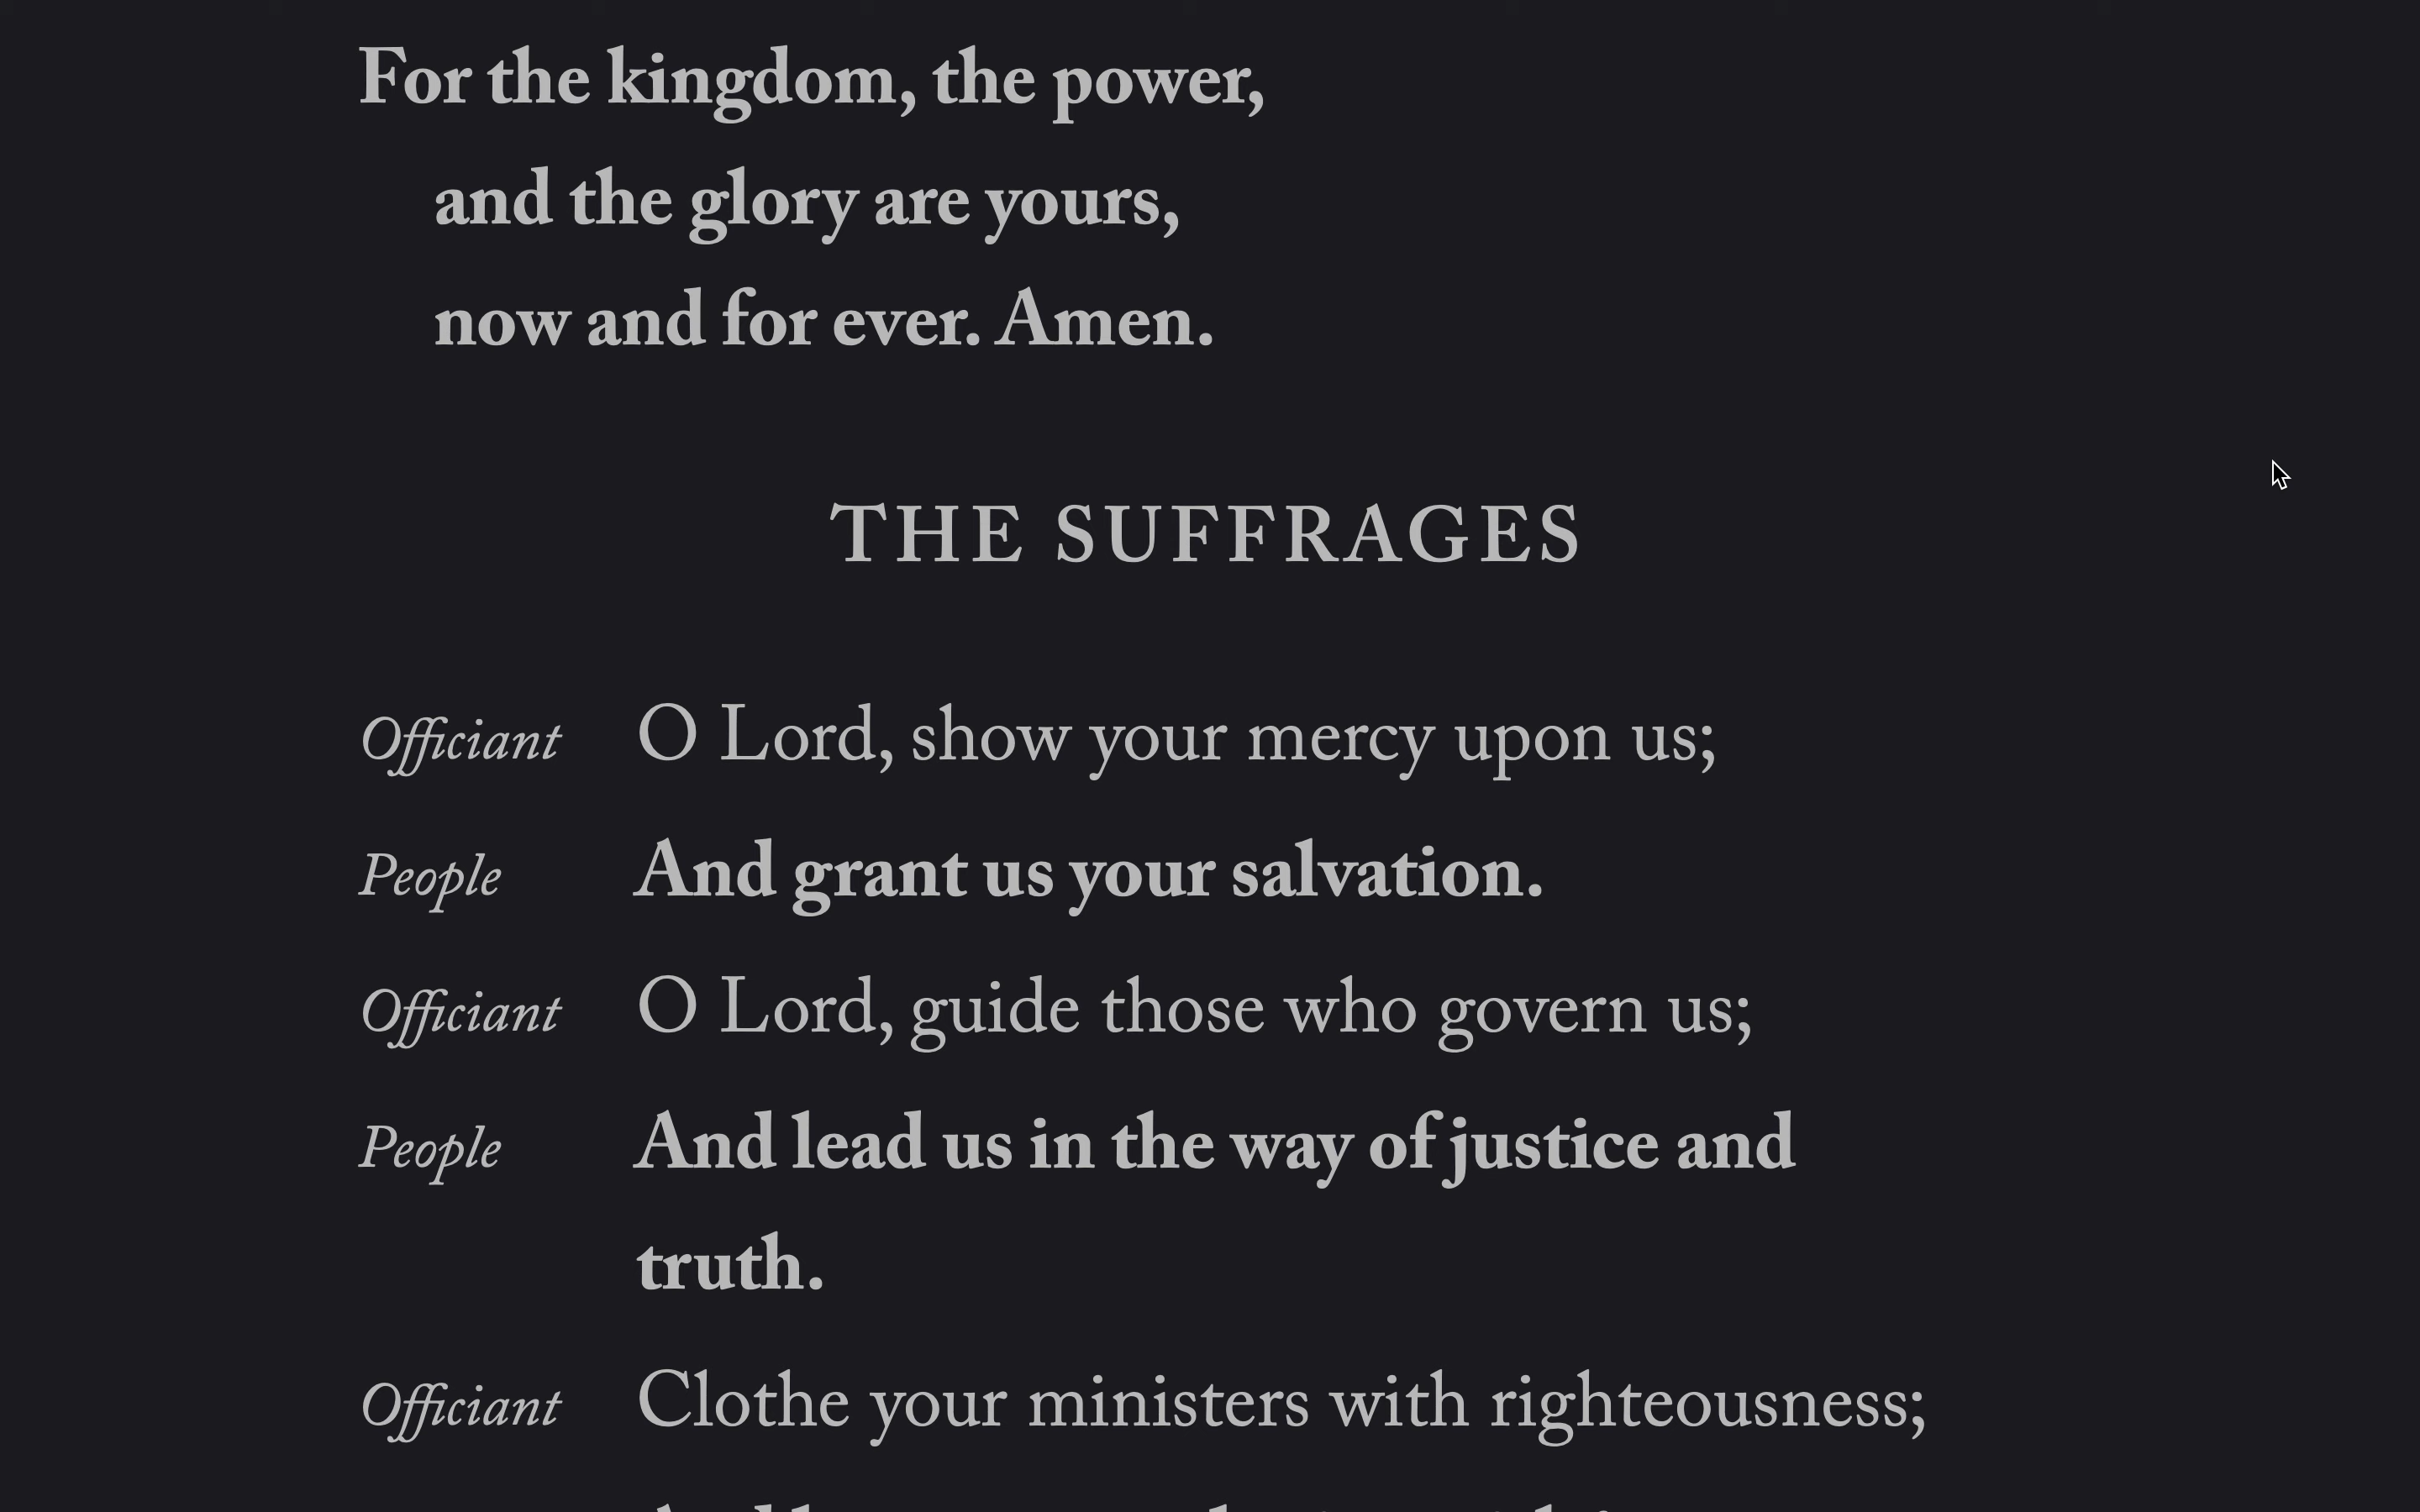 For the kingdom, the power,
and the glory are yours,
now and for ever. Amen.
THE SUFFRAGES
Officiant O Lord, show your mercy upon us;
People And grant us your salvation.
Officiant O Lord, guide those who govern us;
People And lead us in the way of justice and
truth.
Officiant Clothe your ministers with righteousness;